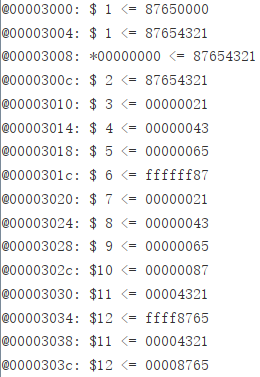 @00003000: $ 1 <= 87650000
@00003004: $ 1 <= 87654321
@00003008: *00000000 <= 87654321
@0000300c: $ 2 <= 87654321
@00003010: $ 3 <= 00000021
@00003014: $ 4 <= 00000043
@00003018: $ 5 <= 00000065
@0000301c: $ 6 <= ffffff87
@00003020: $ 7 <= 00000021
@00003024: $ 8 <= 00000043
@00003028: $ 9 <= 00000065
@0000302c: $10 <= 00000087
@00003030: $11 <= 00004321
@00003034: $12 <= ffff8765
@00003038: $11 <= 00004321
@0000303c: $12 <= 00008765